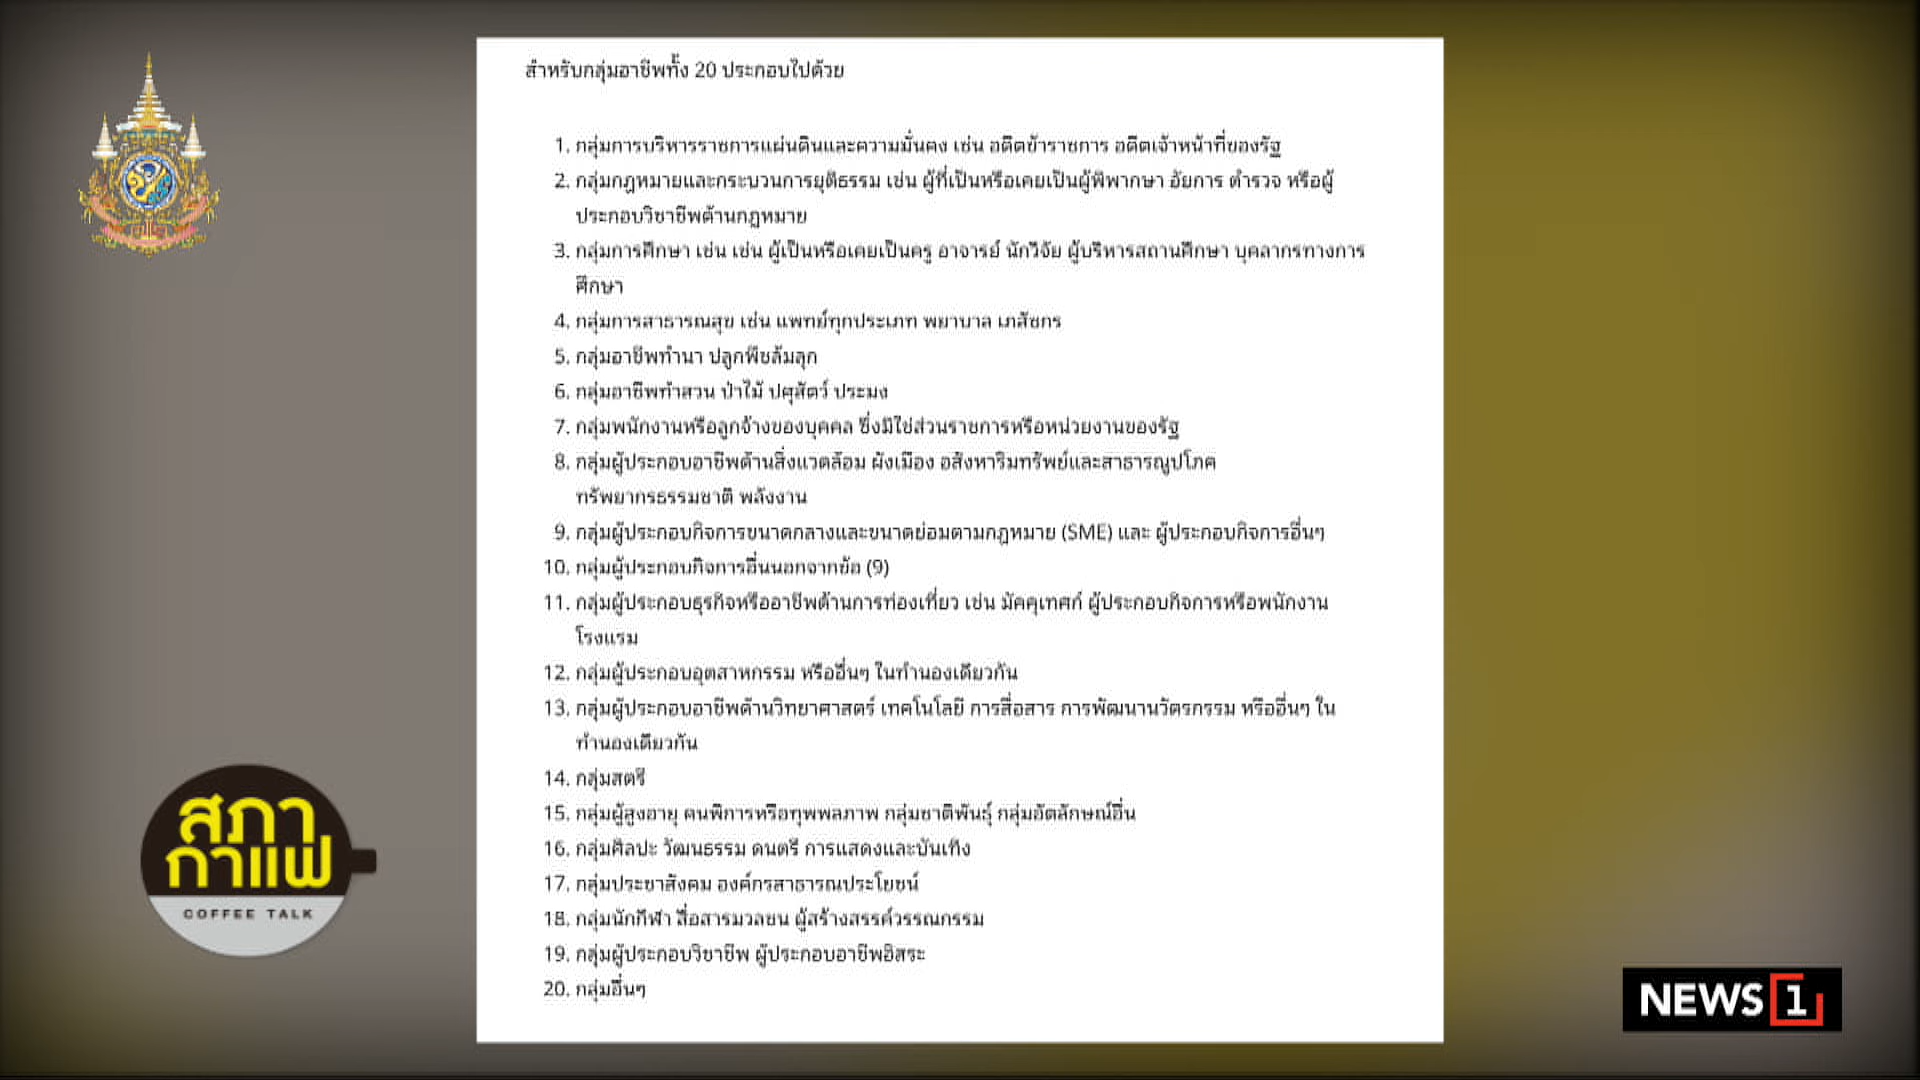 สำหรับกลุ่มอาชีพทั้ง 20 ประกอบไปด้วย
1. กลุ่มการบริหารราชการแผ่นดินและความมั่นคง เช่น อดีตข้าราชการ อดีตเจ้าหน้าที่ของรัฐ
2. กลุ่มกฎหมายและกระบวนการยุติธรรม เช่น ผู้ที่เป็นหรือเคยเป็นผู้พิพากษา อัยการ ตำรวจ หรือผู้
ประกอบวิชาชีพด้านกฎหมาย
3. กลุ่มการศึกษา เช่น เช่น ผู้เป็นหรือเคยเป็นครู อาจารย์ นักวิจัย ผู้บริหารสถานศึกษา บุคลากรทางการ
ศึกษา
4. กลุ่มการสาธารณสุข เช่น แพทย์ทุกประเภท พยาบาล เภสัชกร
5. กลุ่มอาชีพทำนา ปลูกพืชล้มลุก
6. กลุ่มอาชีพทำสวน ป่าไม้ ปศุสัตว์ ประมง
7. กลุ่มพนักงานหรือลูกจ้างของบุคคล ซึ่งมิใช่ส่วนราชการหรือหน่วยงานของรัฐ
8. กลุ่มผู้ประกอบอาชีพด้านสิ่งแวดล้อม ผังเมือง อสังหาริมทรัพย์และสาธารณูปโภค
ทรัพยากรธรรมชาติ พลังงาน
9. กลุ่มผู้ประกอบกิจการขนาดกลางและขนาดย่อมตามกฎหมาย (SME) และ ผู้ประกอบกิจการอื่นๆ
10. กลุ่มผู้ประกอบกิจการอื่นนอกจากข้อ (9)
11. กลุ่มผู้ประกอบธุรกิจหรืออาชีพด้านการท่องเที่ยว เช่น มัคคุเทศก์ ผู้ประกอบกิจการหรือพนักงาน
โรงแรม
12. กลุ่มผู้ประกอบอุตสาหกรรม หรืออื่นๆ ในทำนองเดียวกัน
13. กลุ่มผู้ประกอบอาชีพด้านวิทยาศาสตร์ เทคโนโลยี การสื่อสาร การพัฒนานวัตรกรรม หรืออื่นๆ ใน
ทำนองเดียวกัน
14. กลุ่มสตรี
15. กลุ่มผู้สูงอายุ คนพิการหรือทุพพลภาพ กลุ่มชาติพันธุ์ กลุ่มอัตลักษณ์อื่น
16. กลุ่มศิลปะ วัฒนธรรม ดนตรี การแสดงและบันเทิง
17. กลุ่มประชาสังคม องค์กรสาธารณประโยชน์
18. กลุ่มนักกีฬา สื่อสารมวลชน ผู้สร้างสรรค์วรรณกรรม
19. กลุ่มผู้ประกอบวิชาชีพ ผู้ประกอบอาชีพอิสระ
20. กลุ่มอื่นๆ
สภา
กาแฟ
COFFEE TALK
NEWS 1